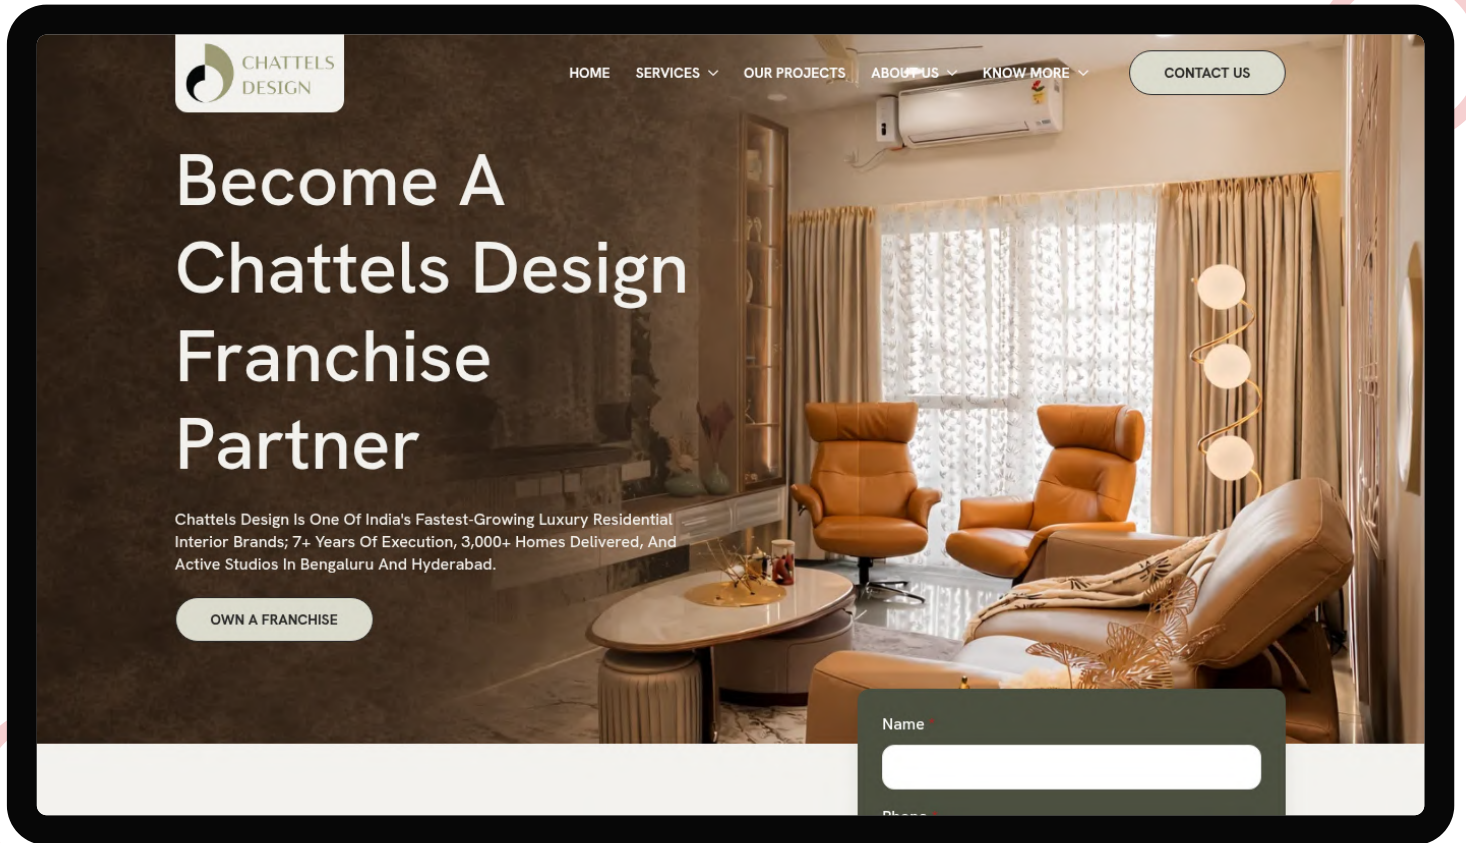 CHATTELS
DESIGN
HOME
SERVICES
OUR PROJECTS
ABOUT US
KNOW MORE
CONTACT US
Become A
Chattels Design
Franchise
Partner
Chattels Design Is One Of India's Fastest-Growing Luxury Residential
Interior Brands; 7+ Years Of Execution, 3,000+ Homes Delivered, And
Active Studios In Bengaluru And Hyderabad.
OWN A FRANCHISE
Name *
Phone *